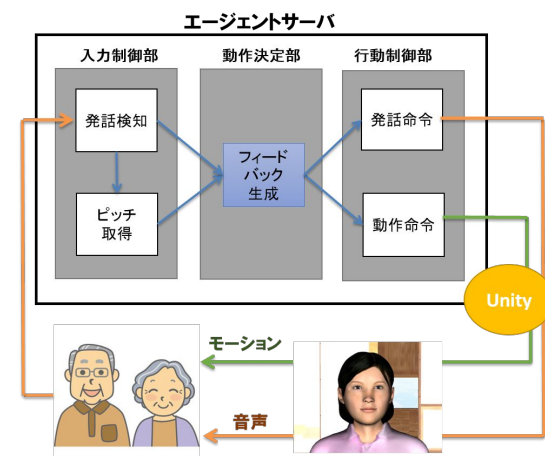 エージェントサーバ
入力制御部
動作決定部
行動制御部
発話検知
ピッチ
取得
フィード
バック
生成
発話命令
動作命令
Unity
モーション
音声